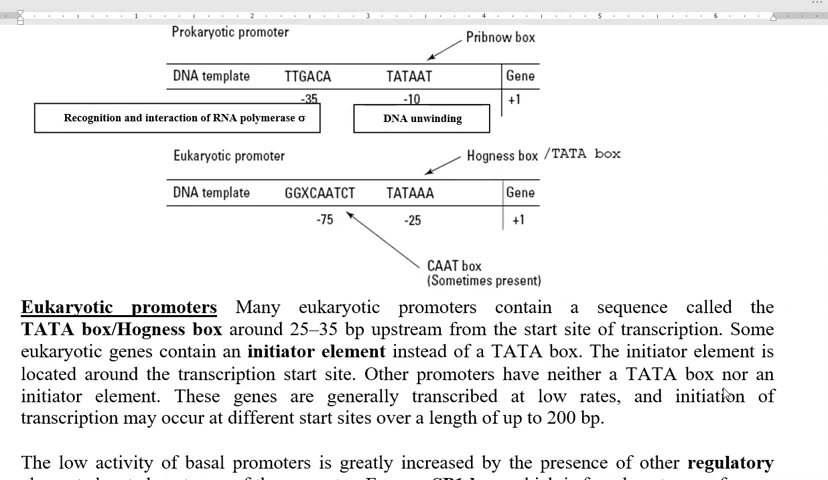 1 2 3 4 5 6
Prokaryotic promoter
Pribnow box
DNA template TTGACA TATAAT Gene
-35 -10 +1
Recognition and interaction of RNA polymerase σ DNA unwinding
Eukaryotic promoter Hogness box /TATA box
DNA template GGXCAATCT TATAAA Gene
-75 -25 +1
CAAT box
(Sometimes present)
Eukaryotic promoters Many eukaryotic promoters contain a sequence called the
TATA box/Hogness box around 25–35 bp upstream from the start site of transcription. Some
eukaryotic genes contain an initiator element instead of a TATA box. The initiator element is
located around the transcription start site. Other promoters have neither a TATA box nor an
initiator element. These genes are generally transcribed at low rates, and initiation of
transcription may occur at different start sites over a length of up to 200 bp.
The low activity of basal promoters is greatly increased by the presence of other regulatory